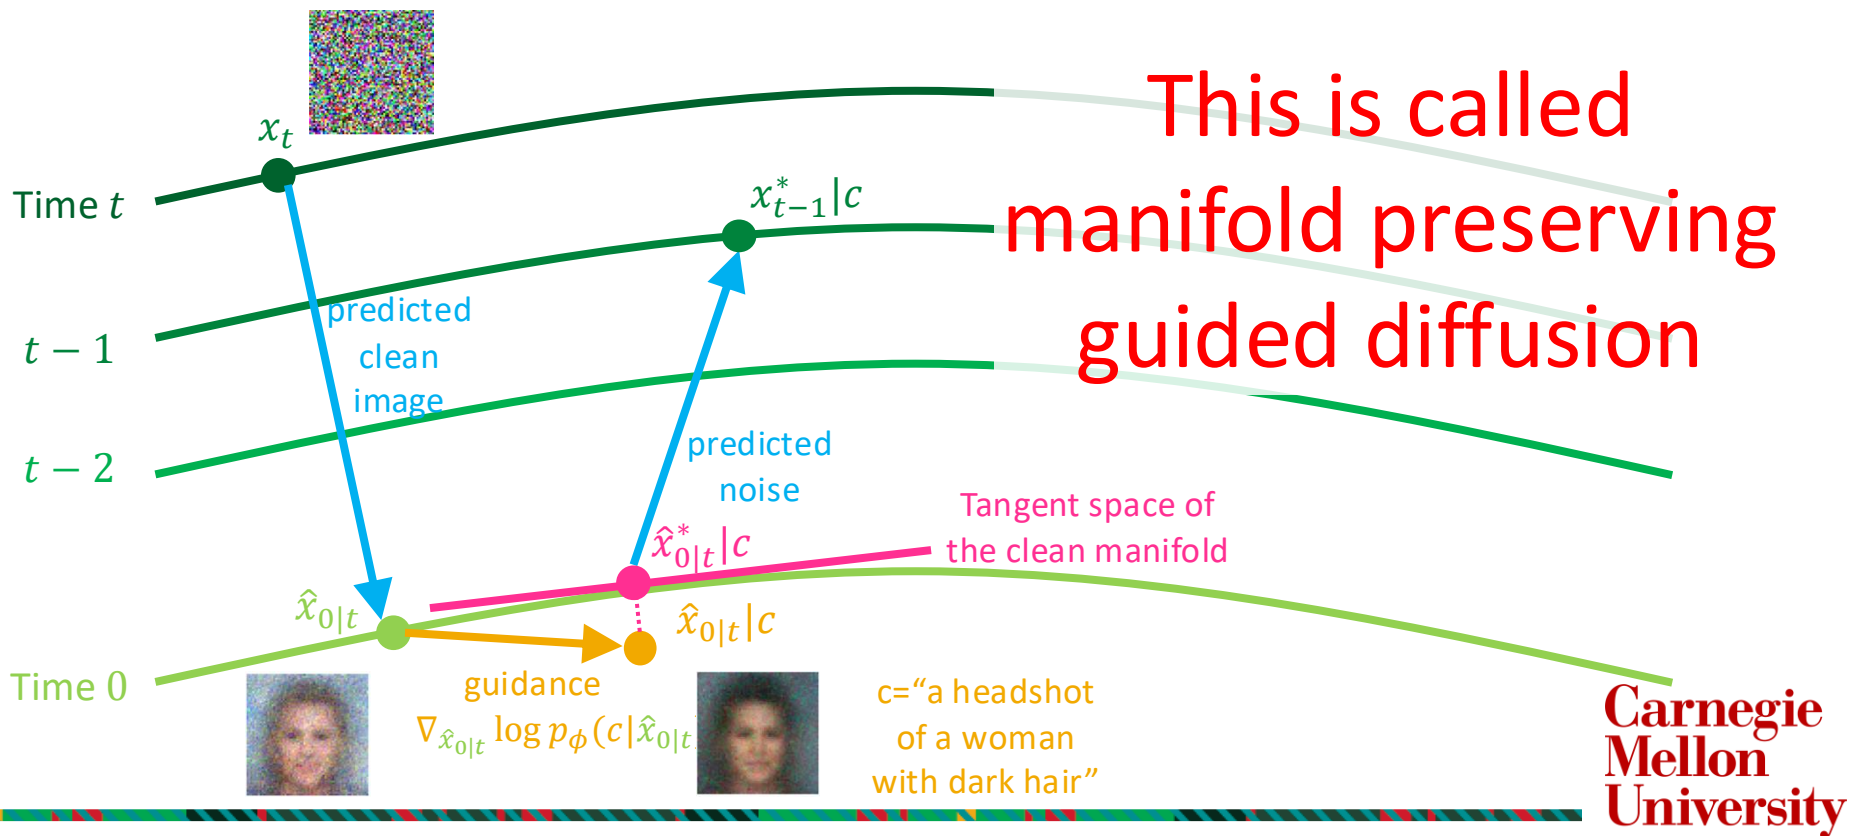 This is called
manifold preserving
guided diffusion
x_t
Time t
x*_{t−1}|c
t − 1
predicted
clean
image
t − 2
predicted
noise
Tangent space of
the clean manifold
x̂*_{0|t}|c
x̂_{0|t}
x̂_{0|t}|c
Time 0
guidance
∇_{x̂_{0|t}} log p_ϕ(c|x̂_{0|t}
c=“a headshot
of a woman
with dark hair”
Carnegie
Mellon
University